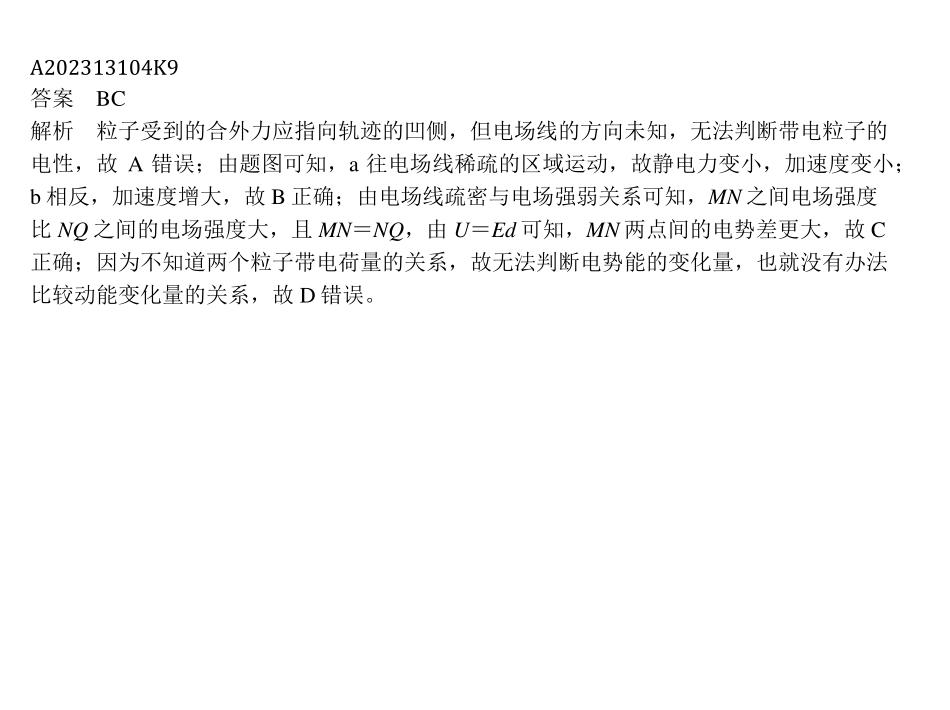 A202313104K9
答案　BC
解析　粒子受到的合外力应指向轨迹的凹侧，但电场线的方向未知，无法判断带电粒子的
电性，故 A 错误；由题图可知，a 往电场线稀疏的区域运动，故静电力变小，加速度变小；
b 相反，加速度增大，故 B 正确；由电场线疏密与电场强弱关系可知，MN 之间电场强度
比 NQ 之间的电场强度大，且 MN＝NQ，由 U＝Ed 可知，MN 两点间的电势差更大，故 C
正确；因为不知道两个粒子带电荷量的关系，故无法判断电势能的变化量，也就没有办法
比较动能变化量的关系，故 D 错误。